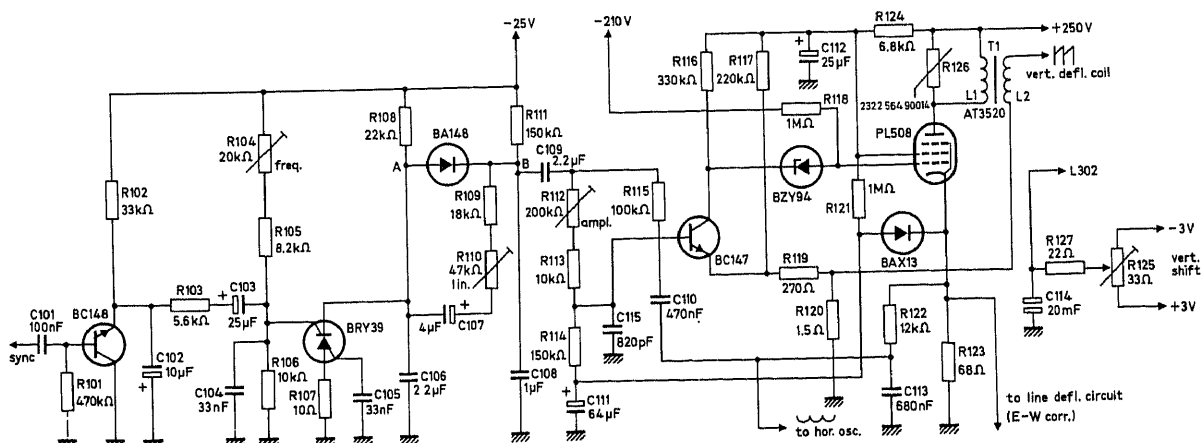 -25V
-210V
R124
6.8kΩ
+250V
R116
330kΩ
R117
220kΩ
C112
25µF
+
R126
T1
vert. defl. coil
L1
L2
2322 564 90014
AT3520
R118
1MΩ
PL508
R108
22kΩ
BA148
R111
150kΩ
C109
2.2µF
R104
20kΩ
freq.
A
B
R102
33kΩ
R109
18kΩ
R112
200kΩ
ampl.
R115
100kΩ
BZY94
1MΩ
R121
L302
R105
8.2kΩ
R110
47kΩ
lin.
R113
10kΩ
BC147
BAX13
-3V
R127
22Ω
vert.
shift
R125
33Ω
+3V
R103
5.6kΩ
+
C103
25µF
BRY39
4µF
+
C107
C110
470nF
R119
270Ω
R120
1.5Ω
R122
12kΩ
C114
20mF
C101
100nF
BC148
sync
C115
820pF
R114
150kΩ
R123
68Ω
R101
470kΩ
C102
10µF
+
C104
33nF
R106
10kΩ
R107
10Ω
C105
33nF
C106
2.2µF
C108
1µF
+
C111
64µF
C113
680nF
to hor. osc.
to line defl. circuit
(E-W corr.)